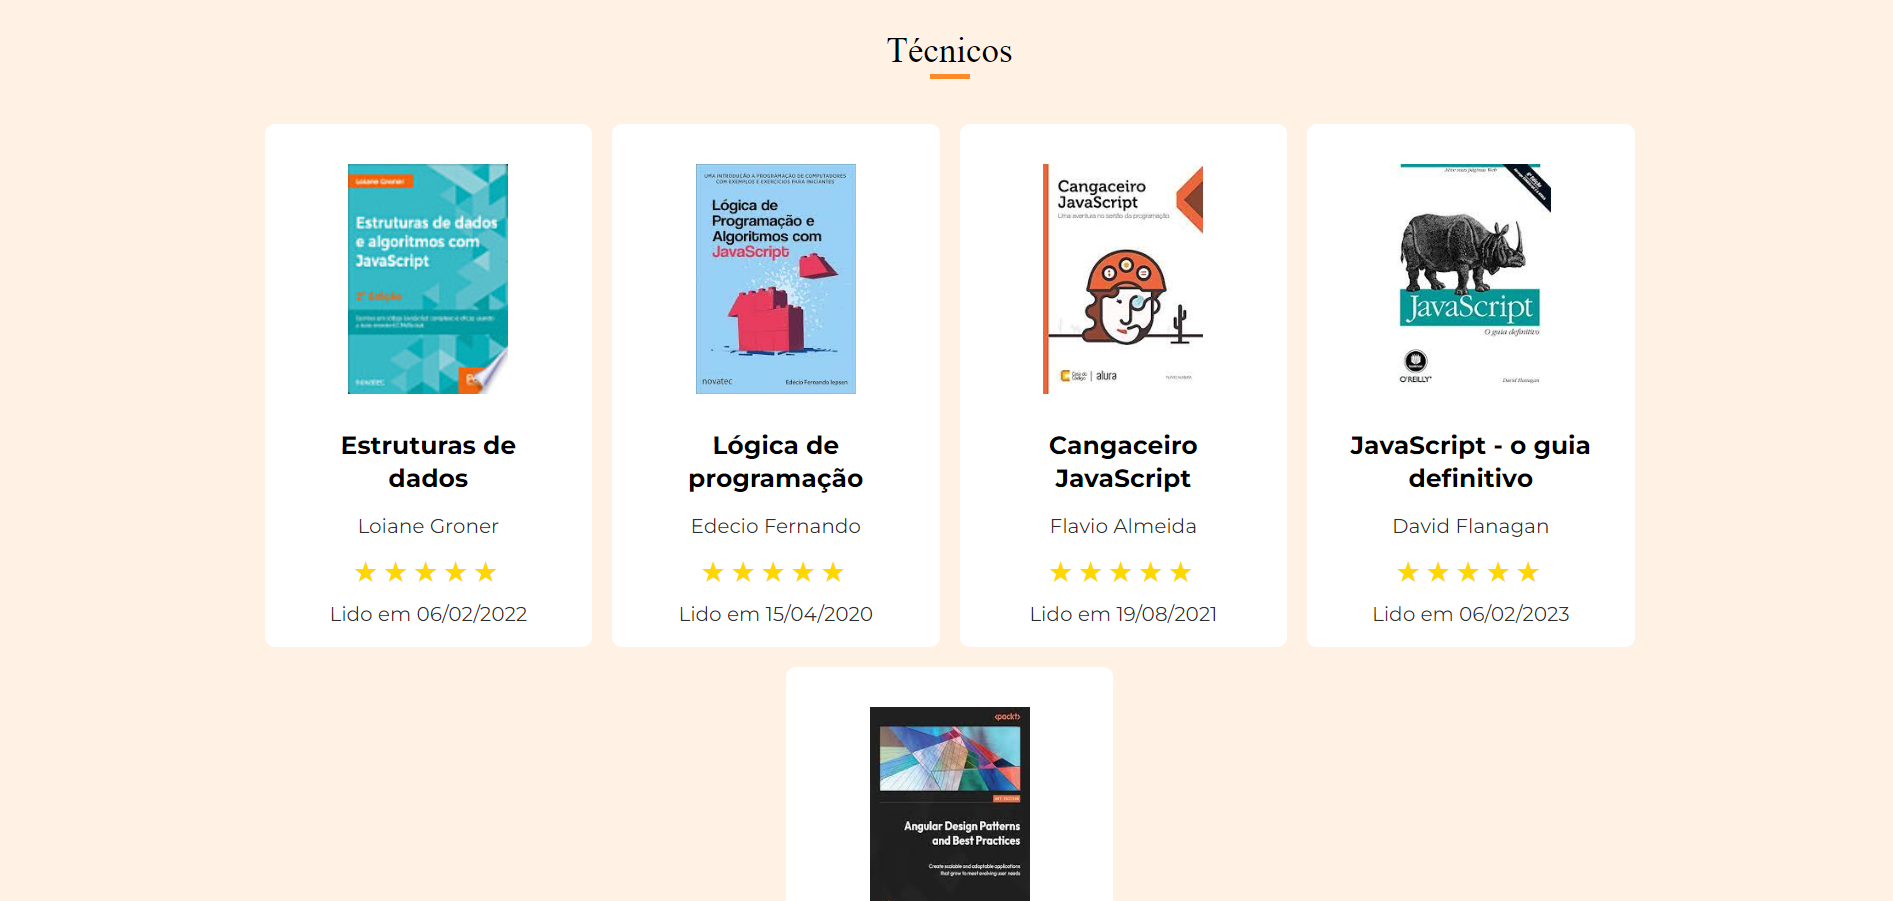 Técnicos
Loiane Groner
Estruturas de dados
e algoritmos com
JavaScript
2ª Edição
novatec
UMA INTRODUÇÃO À PROGRAMAÇÃO DE COMPUTADORES
COM EXEMPLOS E EXERCÍCIOS PARA INICIANTES
Lógica de
Programação e
Algoritmos com
JavaScript
novatec
Edécio Fernando Iepsen
Cangaceiro
JavaScript
Uma aventura no sertão da programação
Casa do
Código
alura
JavaScript
O guia definitivo
O'REILLY®
David Flanagan
Estruturas de
dados
Loiane Groner
★ ★ ★ ★ ★
Lido em 06/02/2022
Lógica de
programação
Edecio Fernando
★ ★ ★ ★ ★
Lido em 15/04/2020
Cangaceiro
JavaScript
Flavio Almeida
★ ★ ★ ★ ★
Lido em 19/08/2021
JavaScript - o guia
definitivo
David Flanagan
★ ★ ★ ★ ★
Lido em 06/02/2023
<packt>
Angular Design Patterns
and Best Practices
Create scalable and adaptable applications
that grow to meet evolving user needs